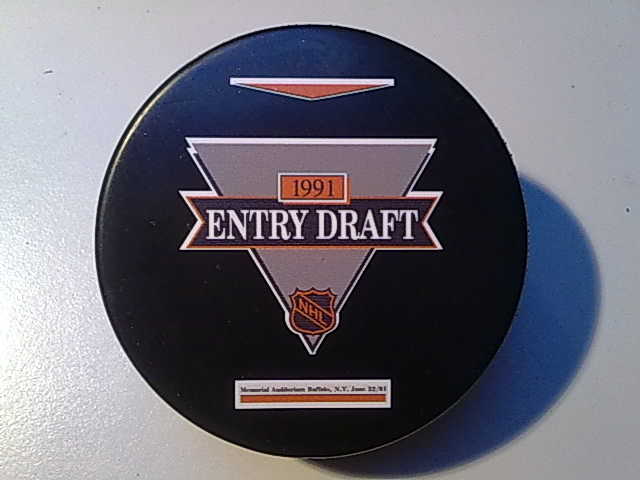 1991
ENTRY DRAFT
NHL
Memorial Auditorium Buffalo, N.Y. June 22/91